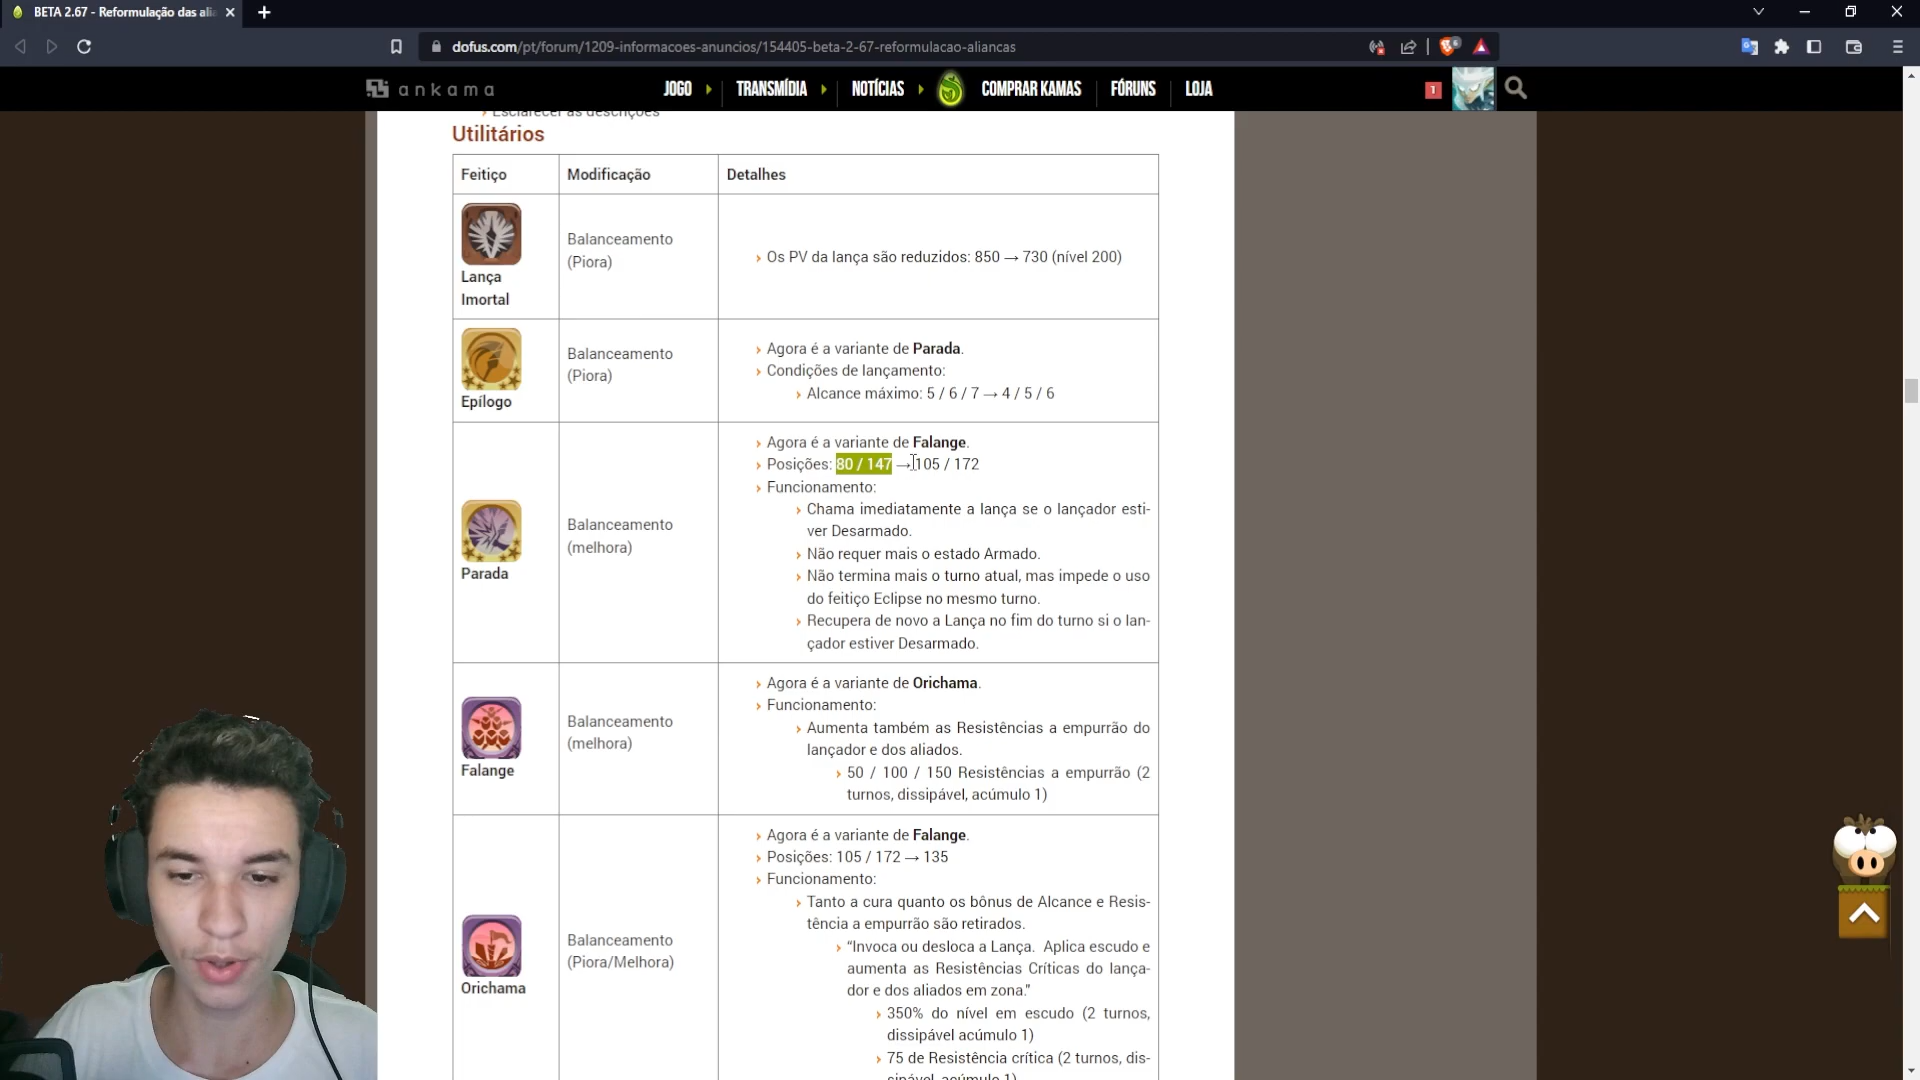 BETA 2.67 - Reformulação das alia
dofus.com/pt/forum/1209-informacoes-anuncios/154405-beta-2-67-reformulacao-aliancas
6
ankama
JOGO
TRANSMÍDIA
NOTÍCIAS
COMPRAR KAMAS
FÓRUNS
LOJA
1
Esclarecer as descrições
Utilitários
Feitiço
Modificação
Detalhes
Lança
Imortal
Balanceamento
(Piora)
Os PV da lança são reduzidos: 850 → 730 (nível 200)
Epílogo
Balanceamento
(Piora)
Agora é a variante de Parada.
Condições de lançamento:
Alcance máximo: 5 / 6 / 7 → 4 / 5 / 6
Parada
Balanceamento
(melhora)
Agora é a variante de Falange.
Posições: 80 / 147 → 105 / 172
Funcionamento:
Chama imediatamente a lança se o lançador esti-
ver Desarmado.
Não requer mais o estado Armado.
Não termina mais o turno atual, mas impede o uso
do feitiço Eclipse no mesmo turno.
Recupera de novo a Lança no fim do turno si o lan-
çador estiver Desarmado.
Falange
Balanceamento
(melhora)
Agora é a variante de Orichama.
Funcionamento:
Aumenta também as Resistências a empurrão do
lançador e dos aliados.
50 / 100 / 150 Resistências a empurrão (2
turnos, dissipável, acúmulo 1)
Orichama
Balanceamento
(Piora/Melhora)
Agora é a variante de Falange.
Posições: 105 / 172 → 135
Funcionamento:
Tanto a cura quanto os bônus de Alcance e Resis-
tência a empurrão são retirados.
“Invoca ou desloca a Lança. Aplica escudo e
aumenta as Resistências Críticas do lança-
dor e dos aliados em zona.”
350% do nível em escudo (2 turnos,
dissipável acúmulo 1)
75 de Resistência crítica (2 turnos, dis-
sipável, acúmulo 1)